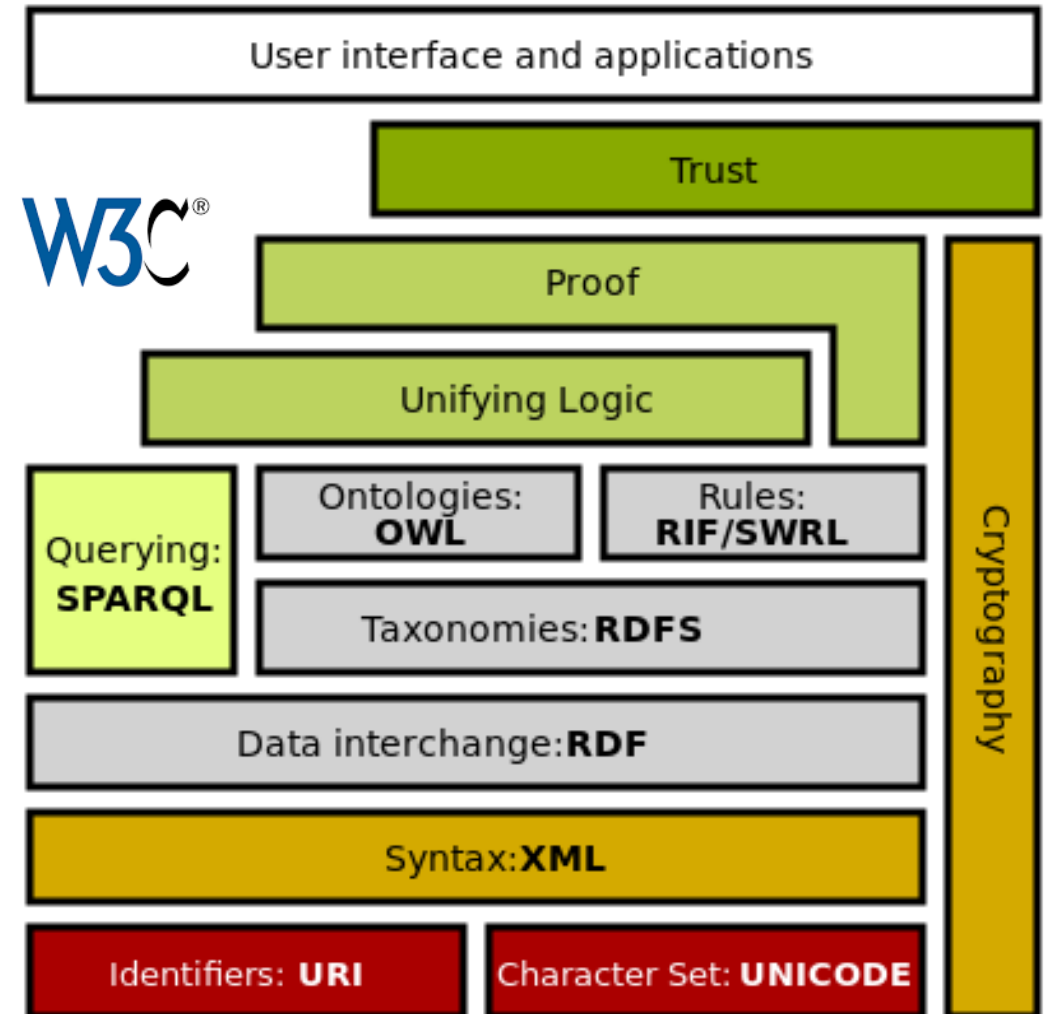 User interface and applications
Trust
W3C®
Proof
Unifying Logic
Ontologies:
OWL
Rules:
RIF/SWRL
Querying:
SPARQL
Cryptography
Taxonomies: RDFS
Data interchange:RDF
Syntax:XML
Identifiers: URI
Character Set: UNICODE